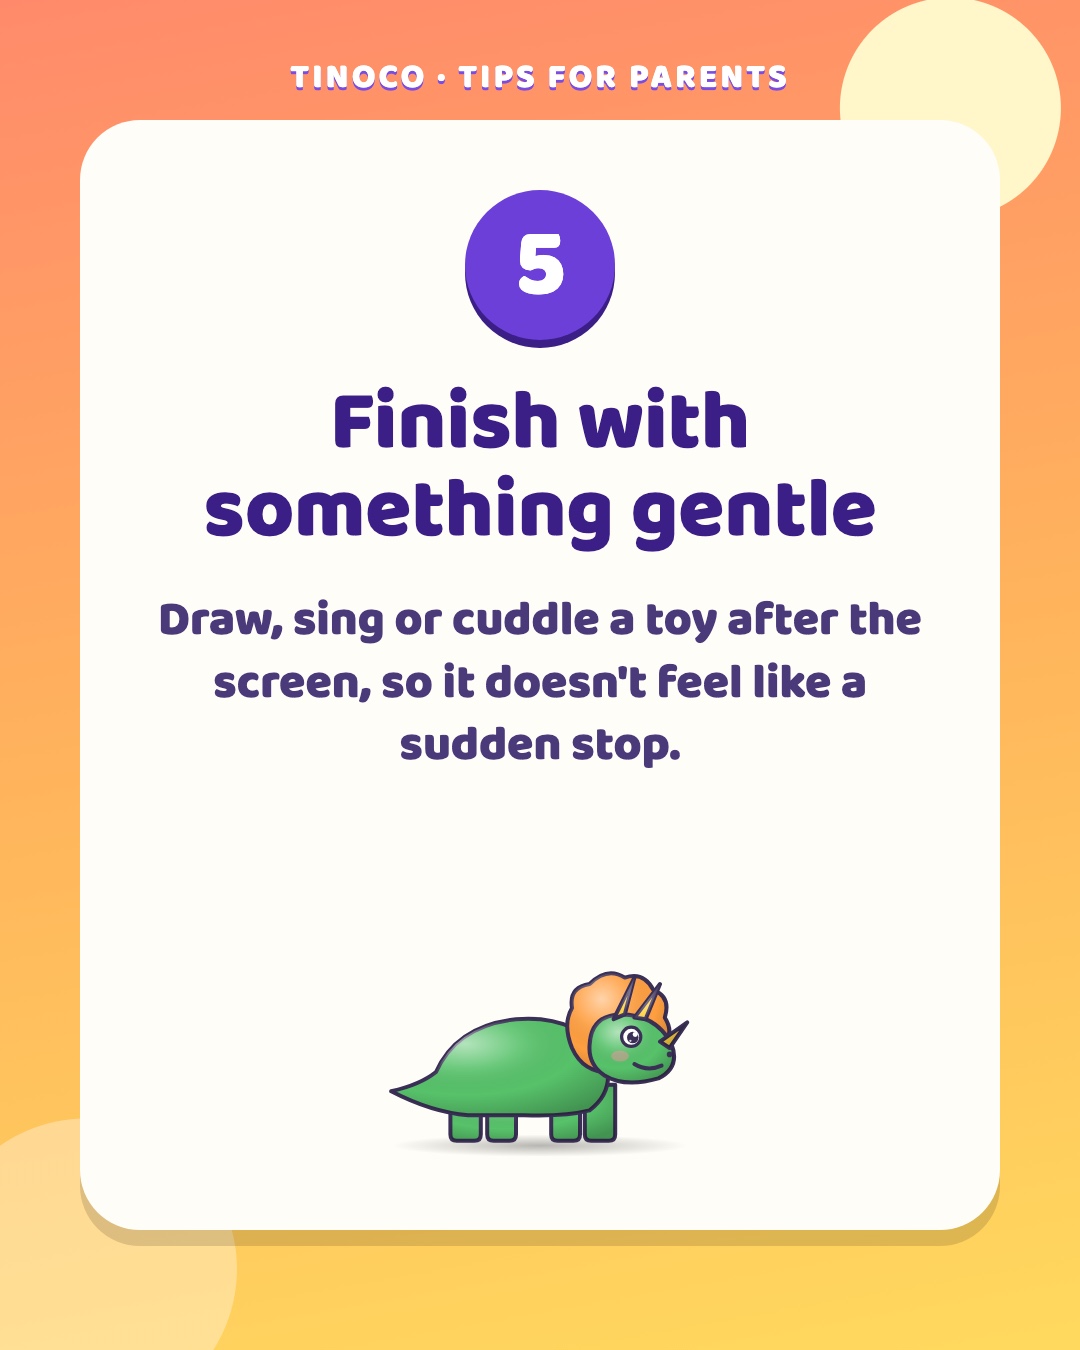 TINOCO · TIPS FOR PARENTS
5
Finish with
something gentle
Draw, sing or cuddle a toy after the
screen, so it doesn't feel like a
sudden stop.